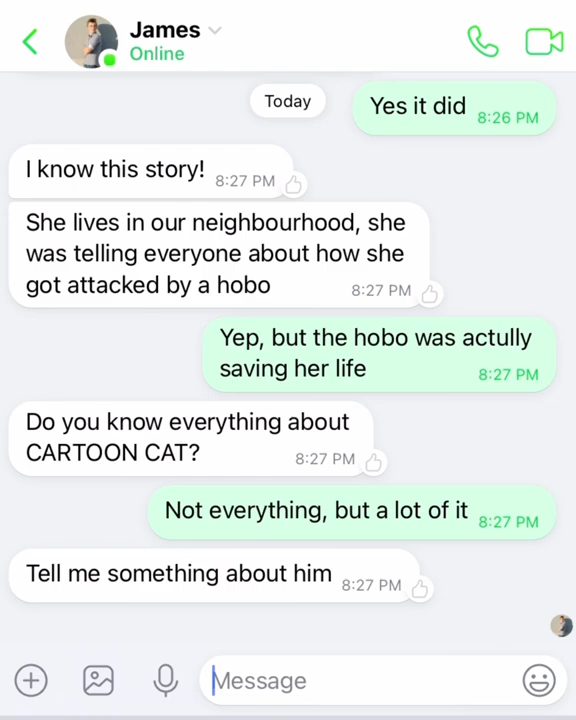 James
Online
Today
Yes it did 8:26 PM
I know this story! 8:27 PM
She lives in our neighbourhood, she
was telling everyone about how she
got attacked by a hobo 8:27 PM
Yep, but the hobo was actully
saving her life 8:27 PM
Do you know everything about
CARTOON CAT? 8:27 PM
Not everything, but a lot of it 8:27 PM
Tell me something about him 8:27 PM
Message